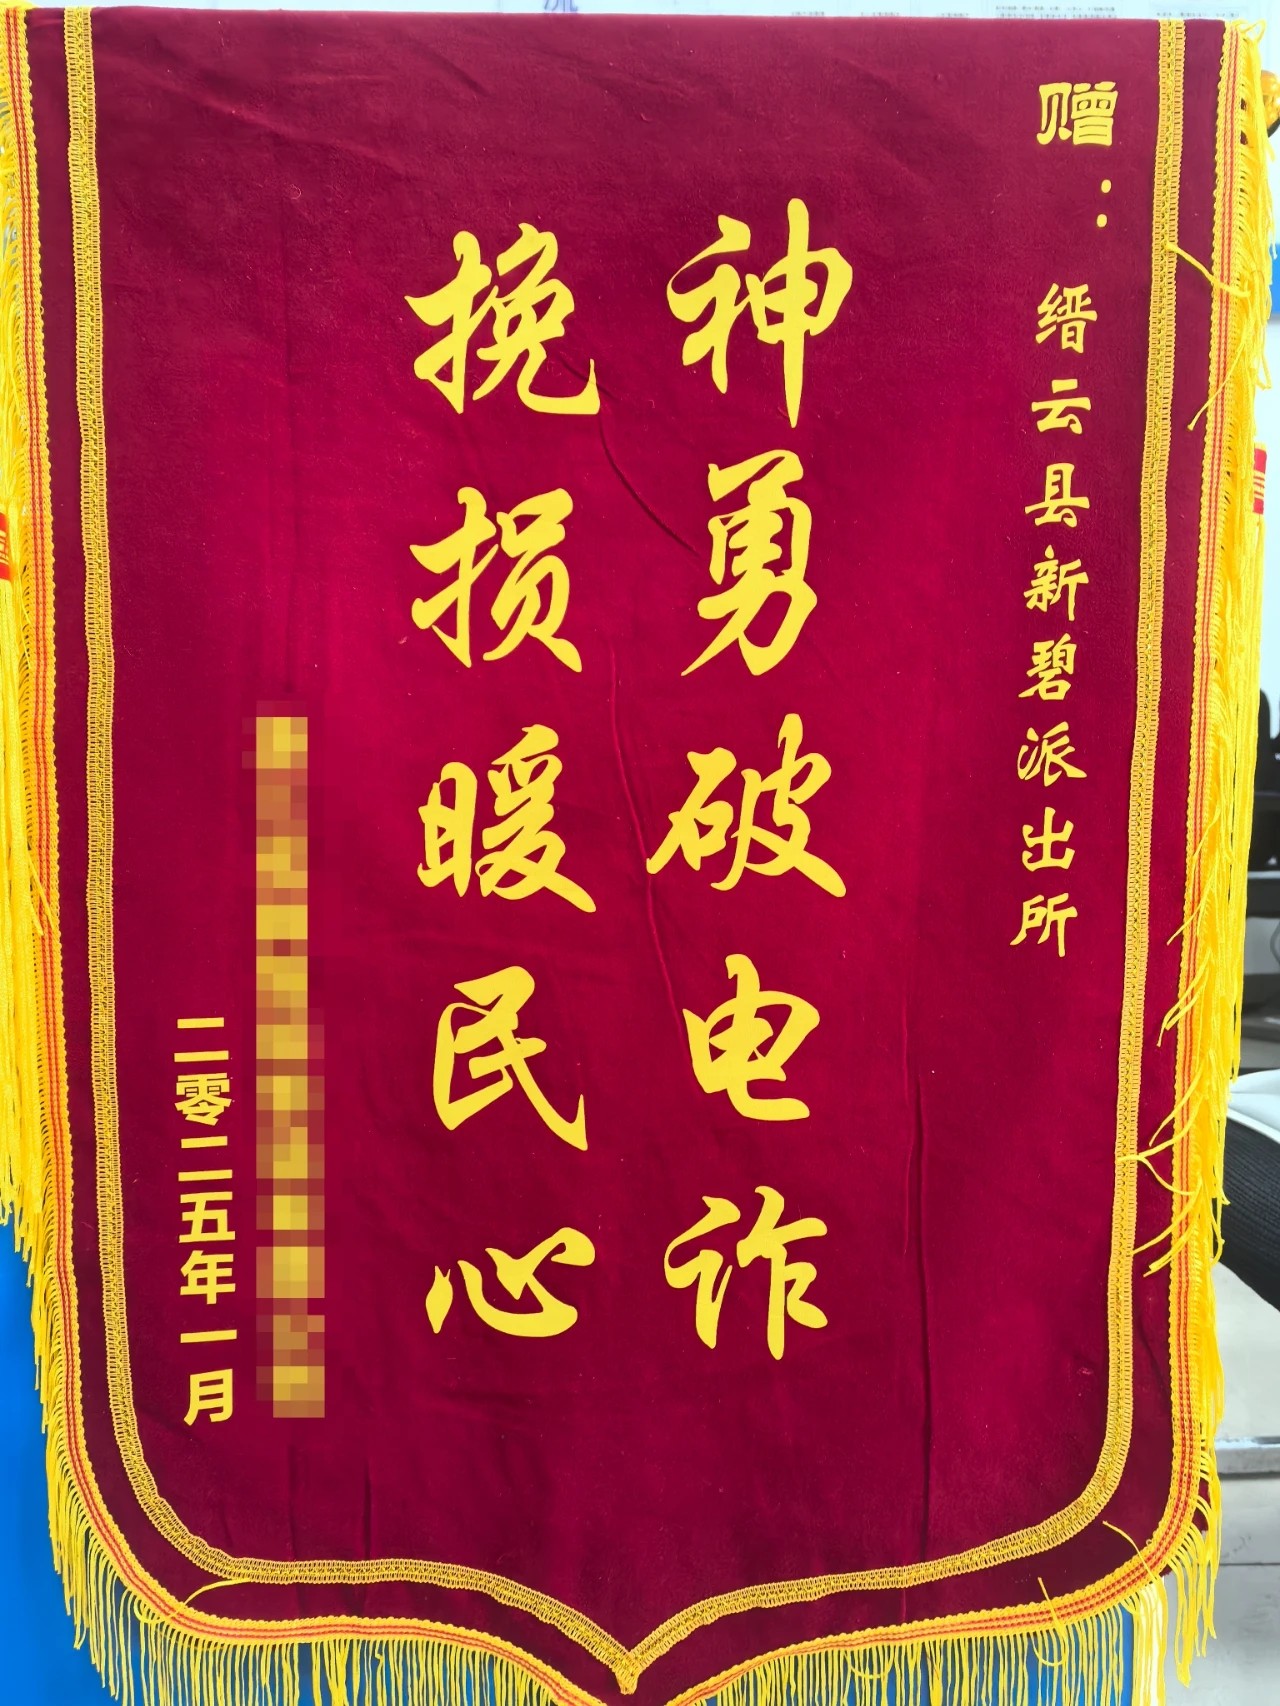 赠：缙云县新碧派出所
神勇破电诈
挽损暖民心
二零二五年一月